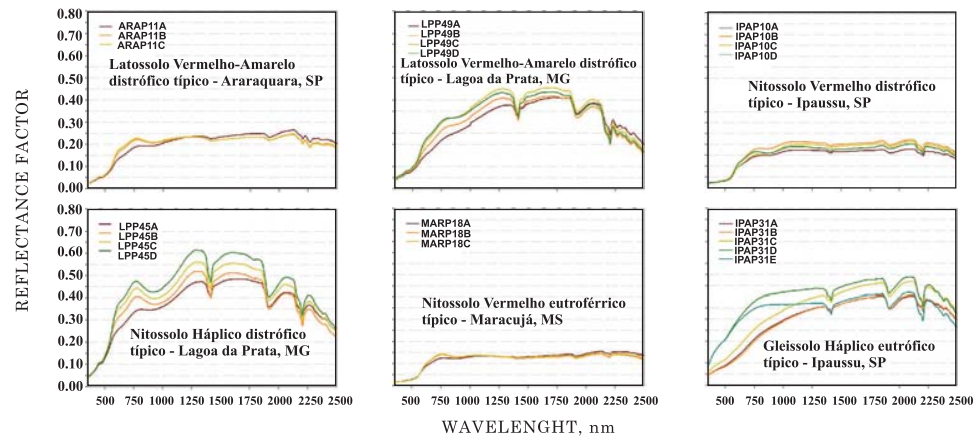 REFLECTANCE FACTOR
0.80
0.70
0.60
0.50
0.40
0.30
0.20
0.10
0.00
ARAP11A
ARAP11B
ARAP11C
Latossolo Vermelho-Amarelo
distrófico típico - Araraquara, SP
LPP49A
LPP49B
LPP49C
LPP49D
Latossolo Vermelho-Amarelo distrófico
típico - Lagoa da Prata, MG
IPAP10A
IPAP10B
IPAP10C
IPAP10D
Nitossolo Vermelho distrófico
típico - Ipaussu, SP
0.80
0.70
0.60
0.50
0.40
0.30
0.20
0.10
0.00
LPP45A
LPP45B
LPP45C
LPP45D
Nitossolo Háplico distrófico
típico - Lagoa da Prata, MG
MARP18A
MARP18B
MARP18C
Nitossolo Vermelho eutroférrico
típico - Maracujá, MS
IPAP31A
IPAP31B
IPAP31C
IPAP31D
IPAP31E
Gleissolo Háplico eutrófico
típico - Ipaussu, SP
500 750 1000 1250 1500 1750 2000 2250 2500
500 750 1000 1250 1500 1750 2000 2250 2500
500 750 1000 1250 1500 1750 2000 2250 2500
WAVELENGHT, nm